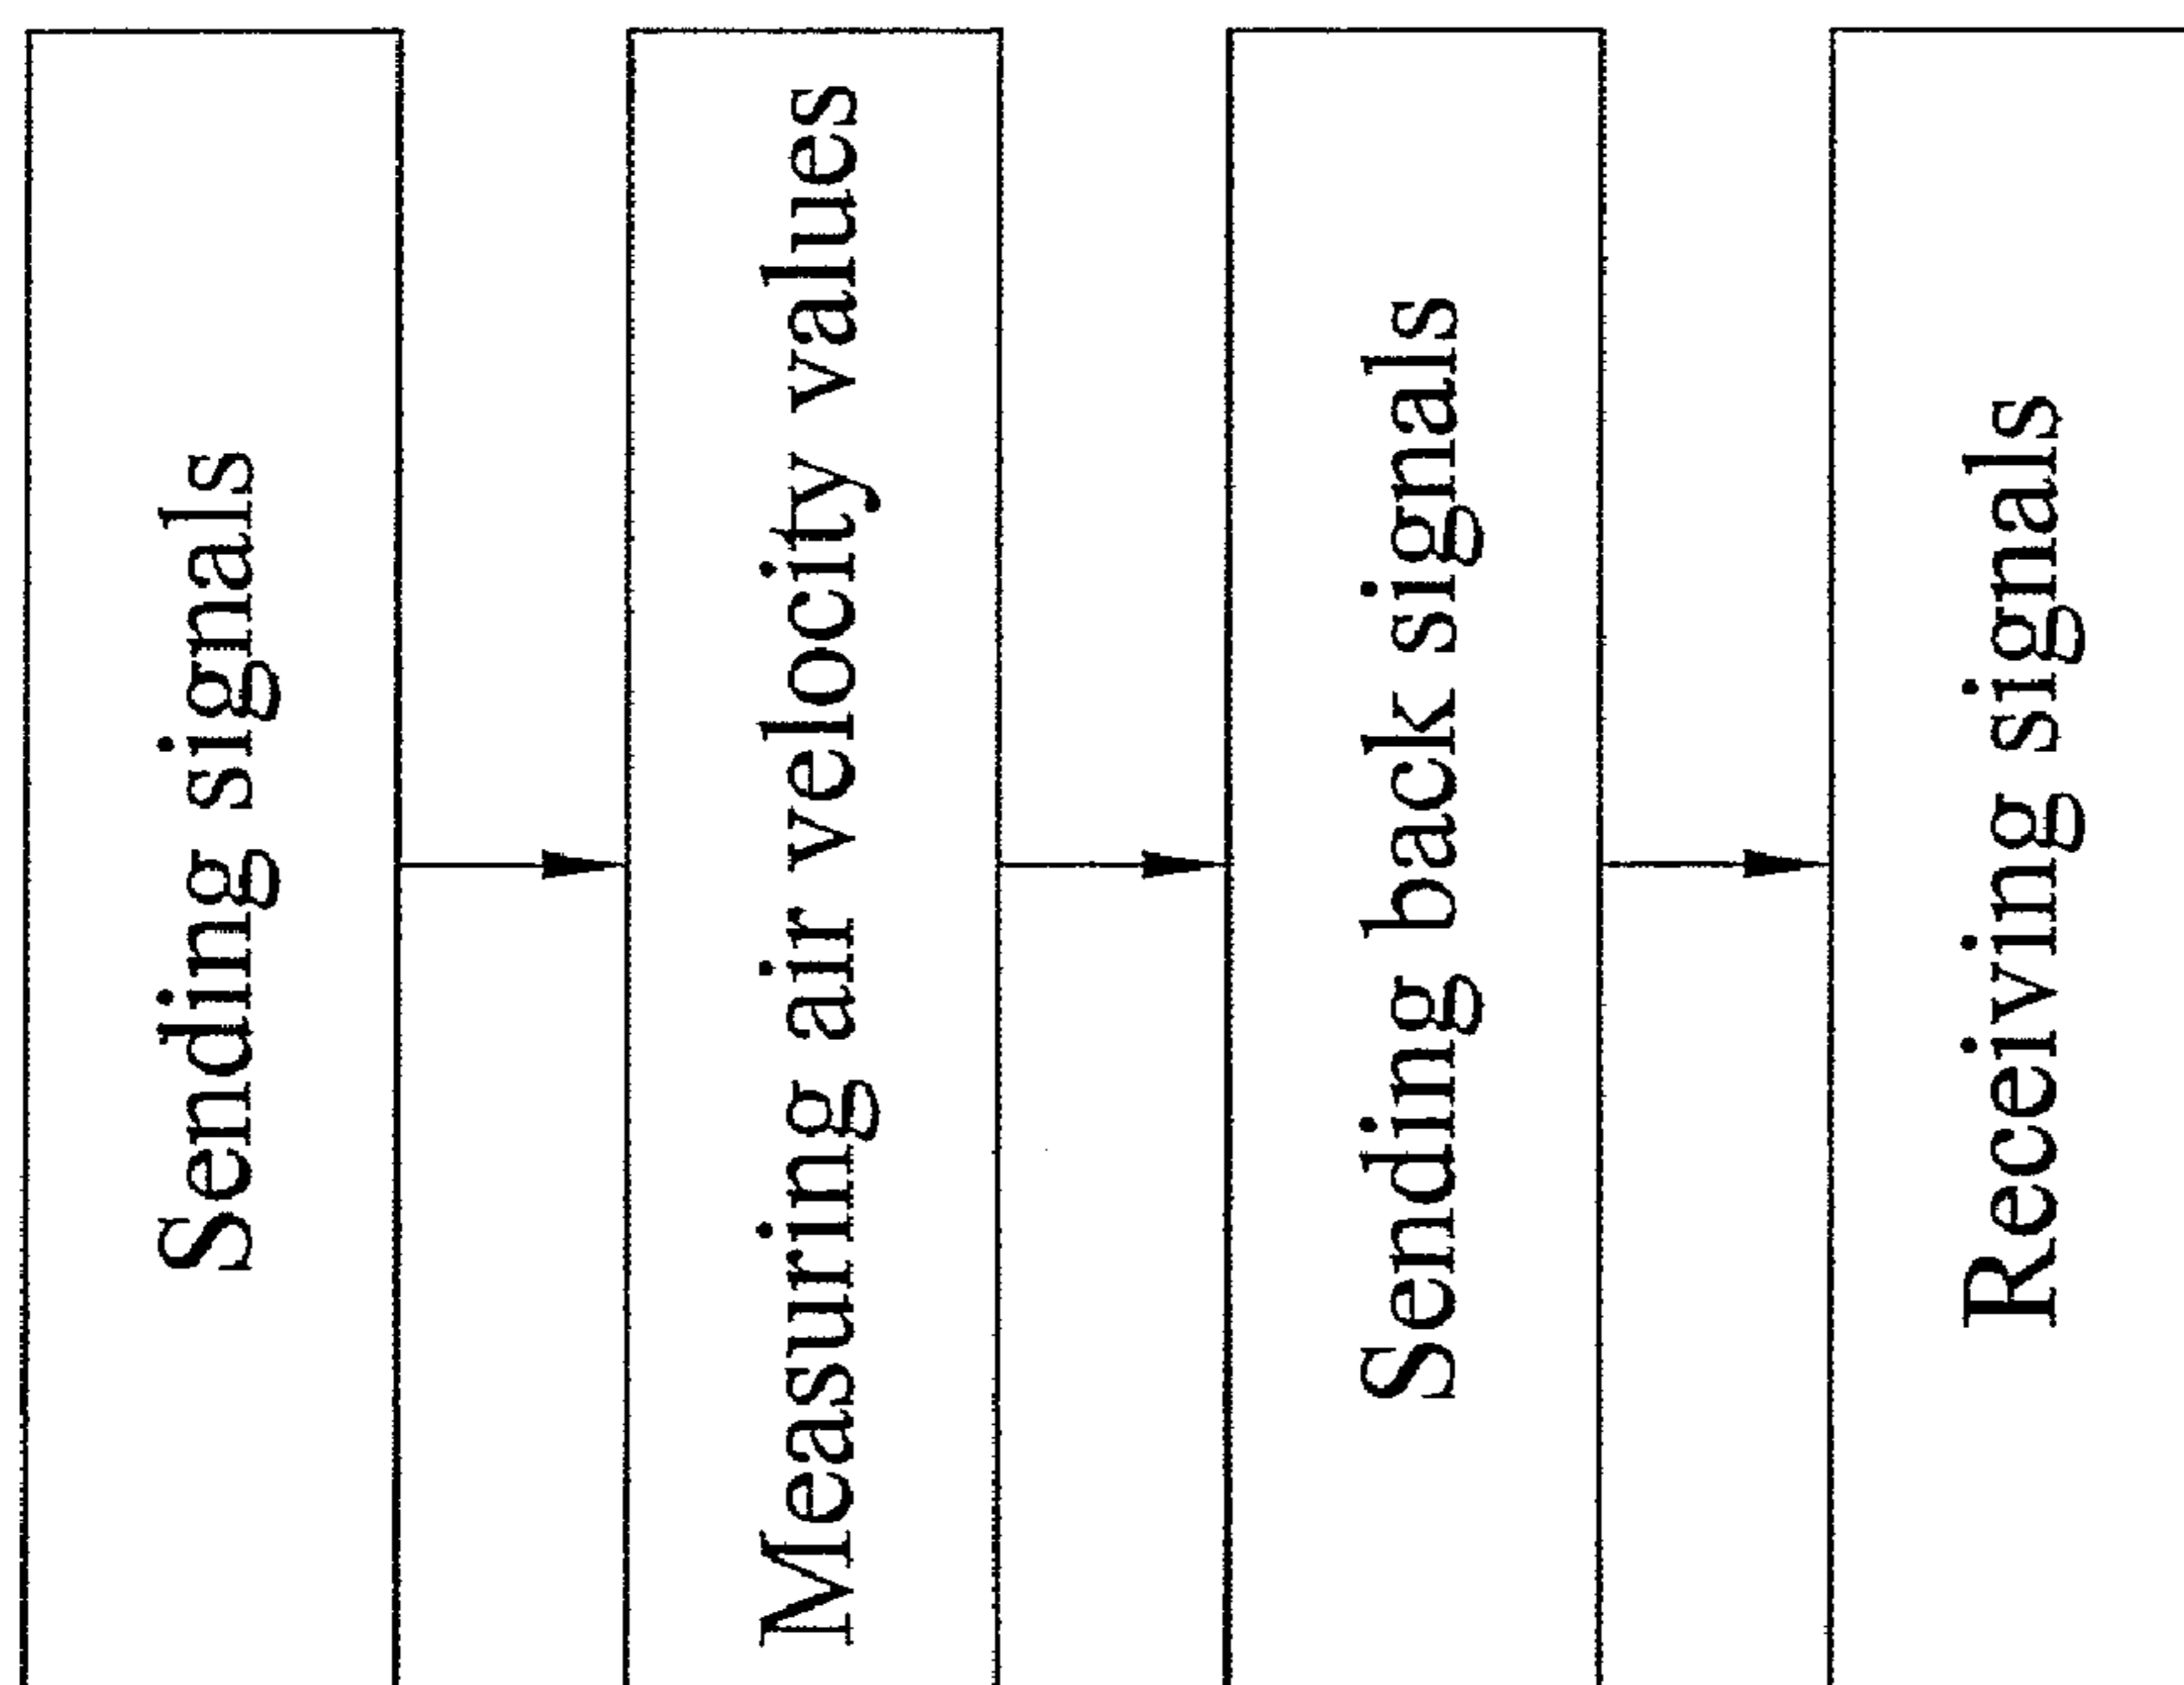 Sending signals
Measuring air velocity values
Sending back signals
Receiving signals